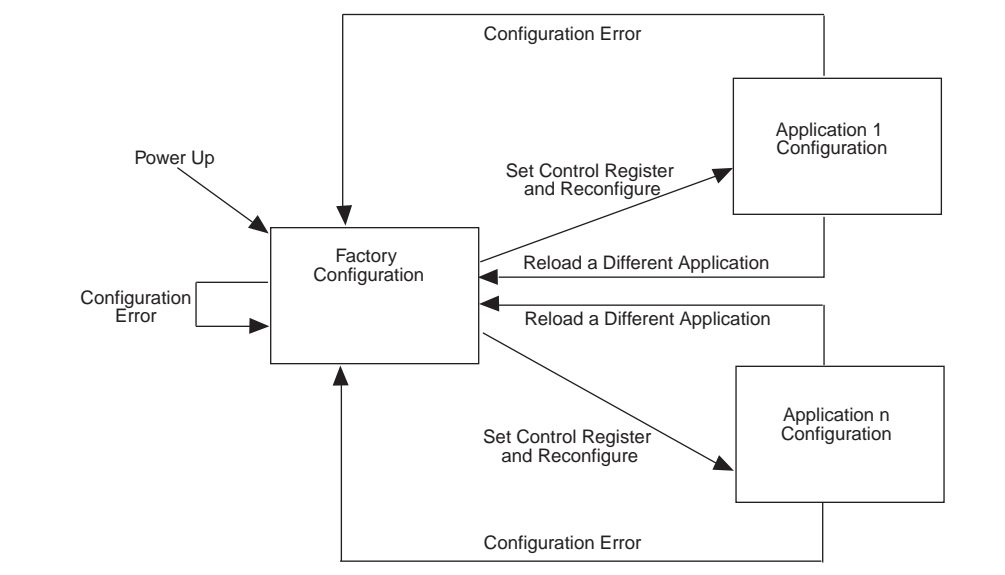 Configuration Error
Application 1
Configuration
Power Up
Set Control Register
and Reconfigure
Factory
Configuration
Reload a Different Application
Configuration
Error
Reload a Different Application
Application n
Configuration
Set Control Register
and Reconfigure
Configuration Error